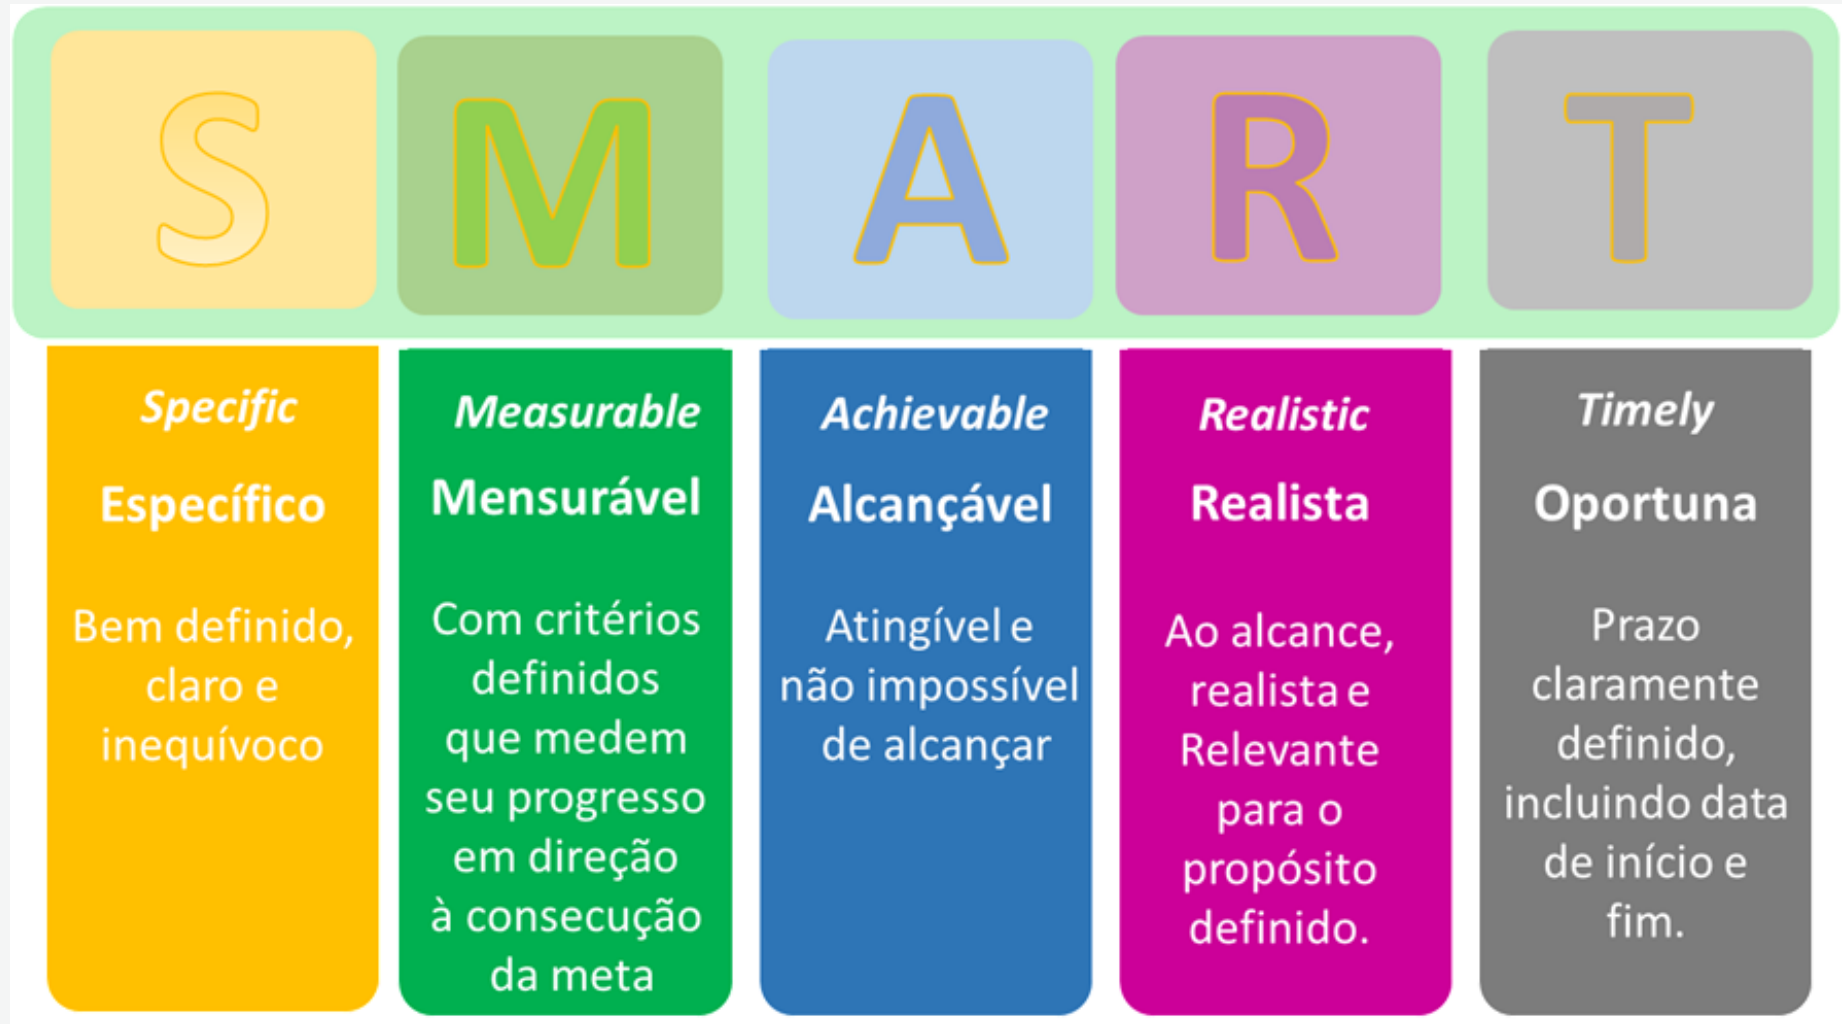 S
M
A
R
T
Specific
Específico
Bem definido,
claro e
inequívoco
Measurable
Mensurável
Com critérios
definidos
que medem
seu progresso
em direção
à consecução
da meta
Achievable
Alcançável
Atingível e
não impossível
de alcançar
Realistic
Realista
Ao alcance,
realista e
Relevante
para o
propósito
definido.
Timely
Oportuna
Prazo
claramente
definido,
incluindo data
de início e
fim.